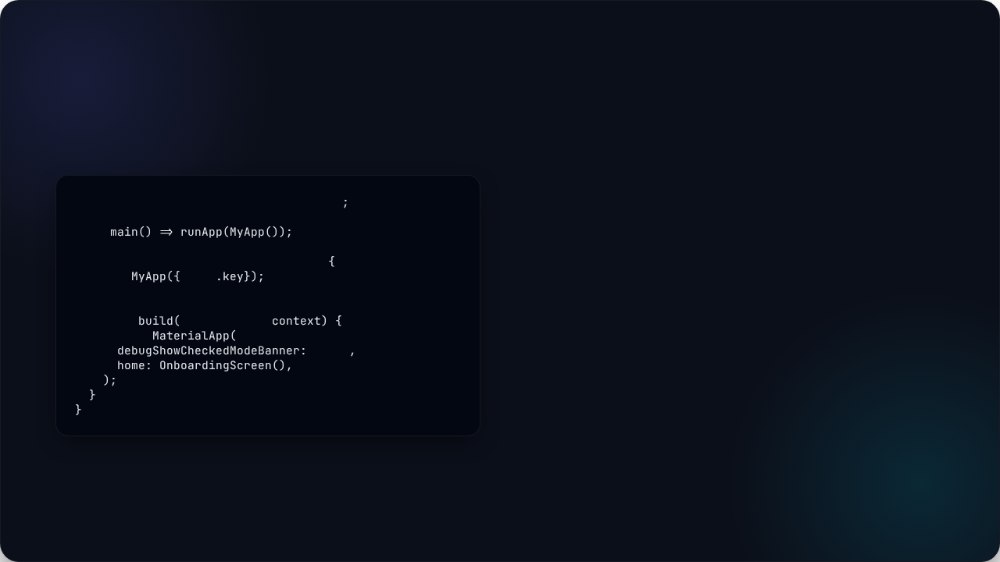 ;
main() => runApp(MyApp());
{
MyApp({ .key});
build( context) {
MaterialApp(
debugShowCheckedModeBanner: ,
home: OnboardingScreen(),
);
}
}